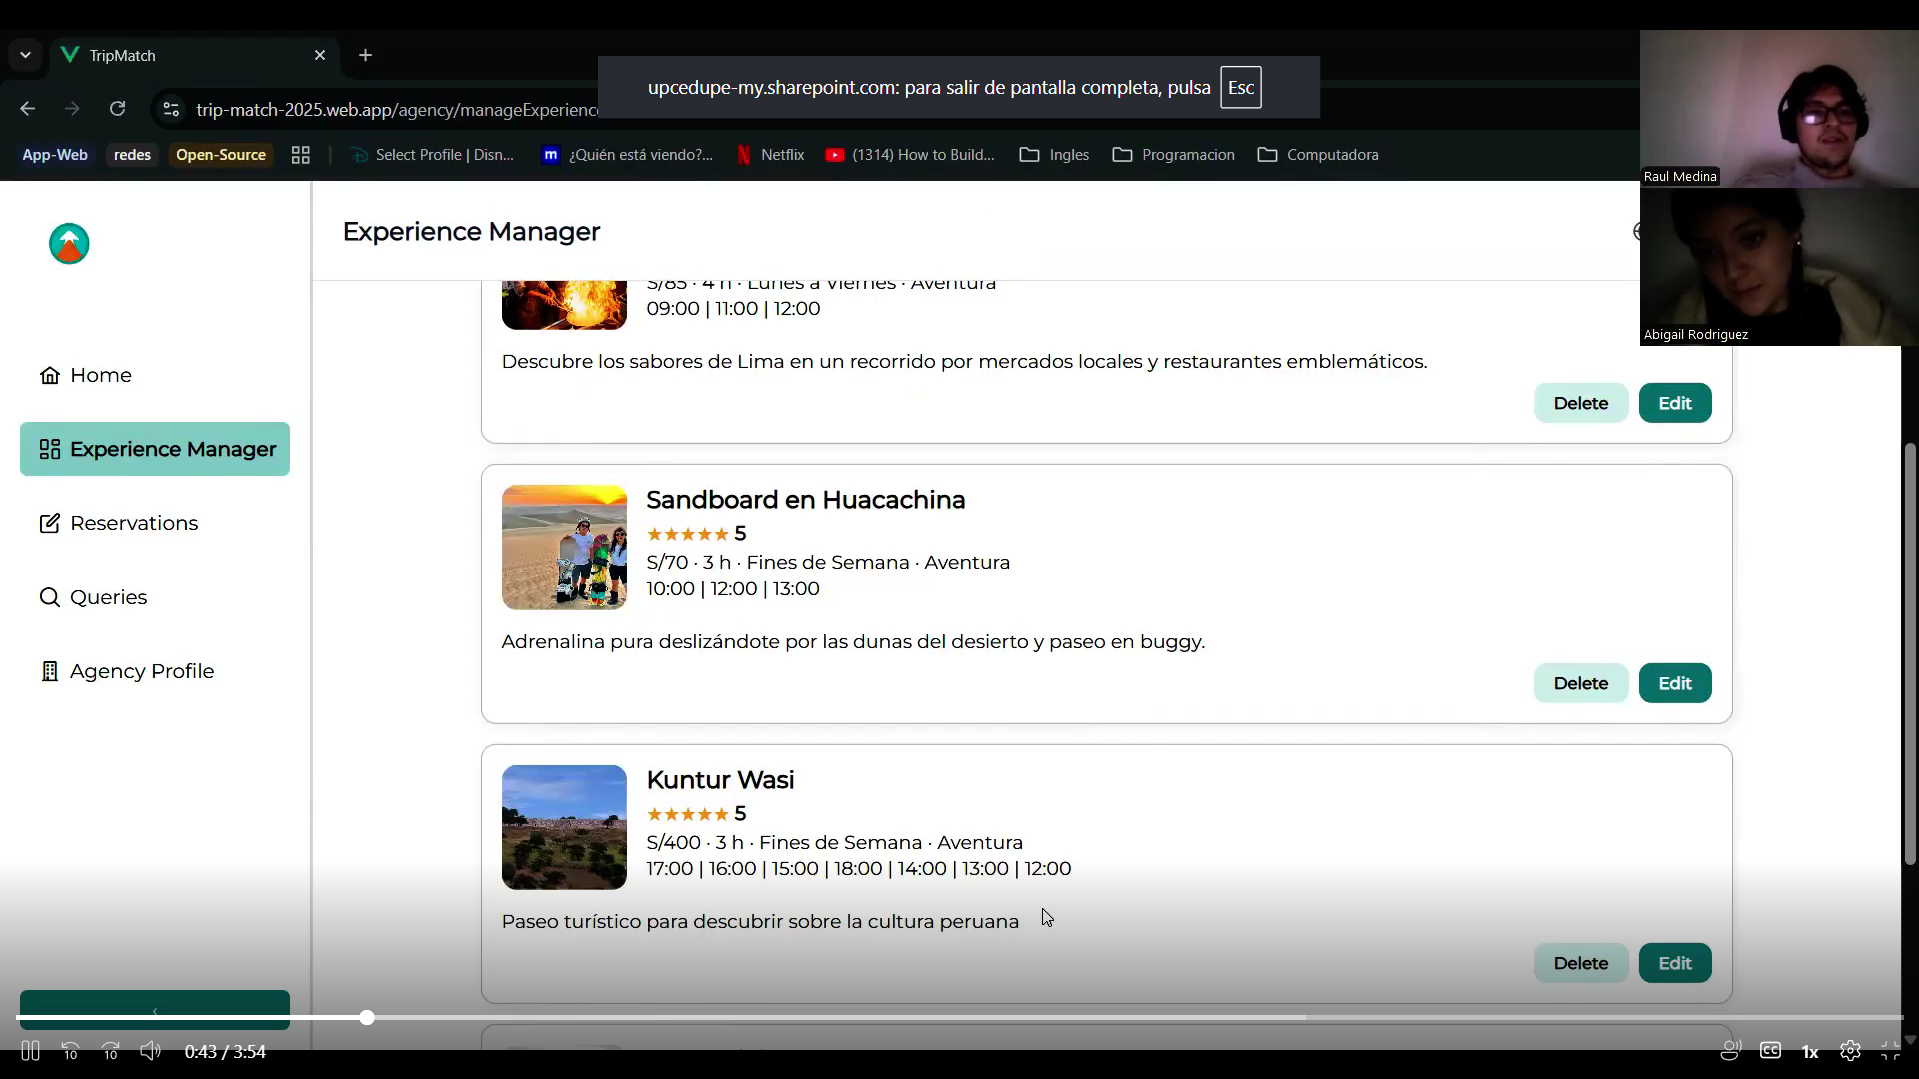 TripMatch
upcedupe-my.sharepoint.com: para salir de pantalla completa, pulsa Esc
trip-match-2025.web.app/agency/manageExperienc
App-Web redes Open-Source Select Profile | Disn... ¿Quién está viendo?... Netflix (1314) How to Build... Ingles Programacion Computadora
Raul Medina
Abigail Rodriguez
Experience Manager
Home
Experience Manager
Reservations
Queries
Agency Profile
S/85 · 4 h · Lunes a Viernes · Aventura
09:00 | 11:00 | 12:00
Descubre los sabores de Lima en un recorrido por mercados locales y restaurantes emblemáticos.
Delete Edit
Sandboard en Huacachina
★★★★★ 5
S/70 · 3 h · Fines de Semana · Aventura
10:00 | 12:00 | 13:00
Adrenalina pura deslizándote por las dunas del desierto y paseo en buggy.
Delete Edit
Kuntur Wasi
★★★★★ 5
S/400 · 3 h · Fines de Semana · Aventura
17:00 | 16:00 | 15:00 | 18:00 | 14:00 | 13:00 | 12:00
Paseo turístico para descubrir sobre la cultura peruana
Delete Edit
10 10 0:43 / 3:54 CC 1x